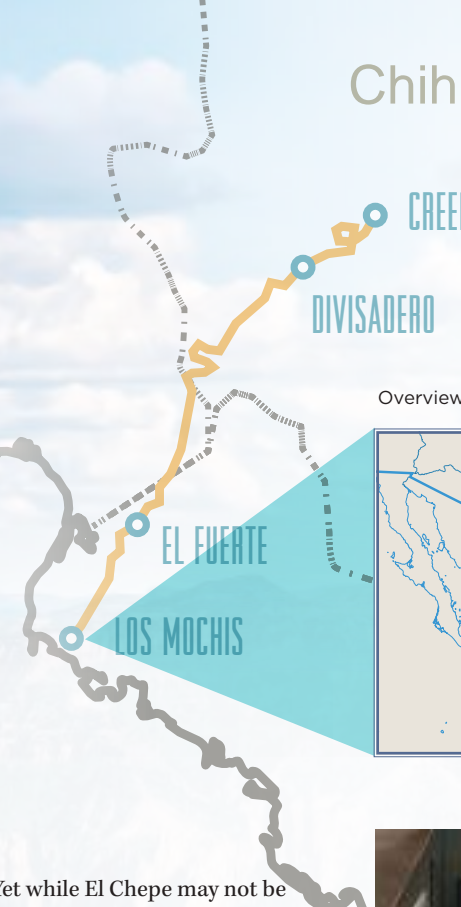 Chih
CREE
DIVISADERO
Overview
EL FUERTE
LOS MOCHIS
Yet while El Chepe may not be